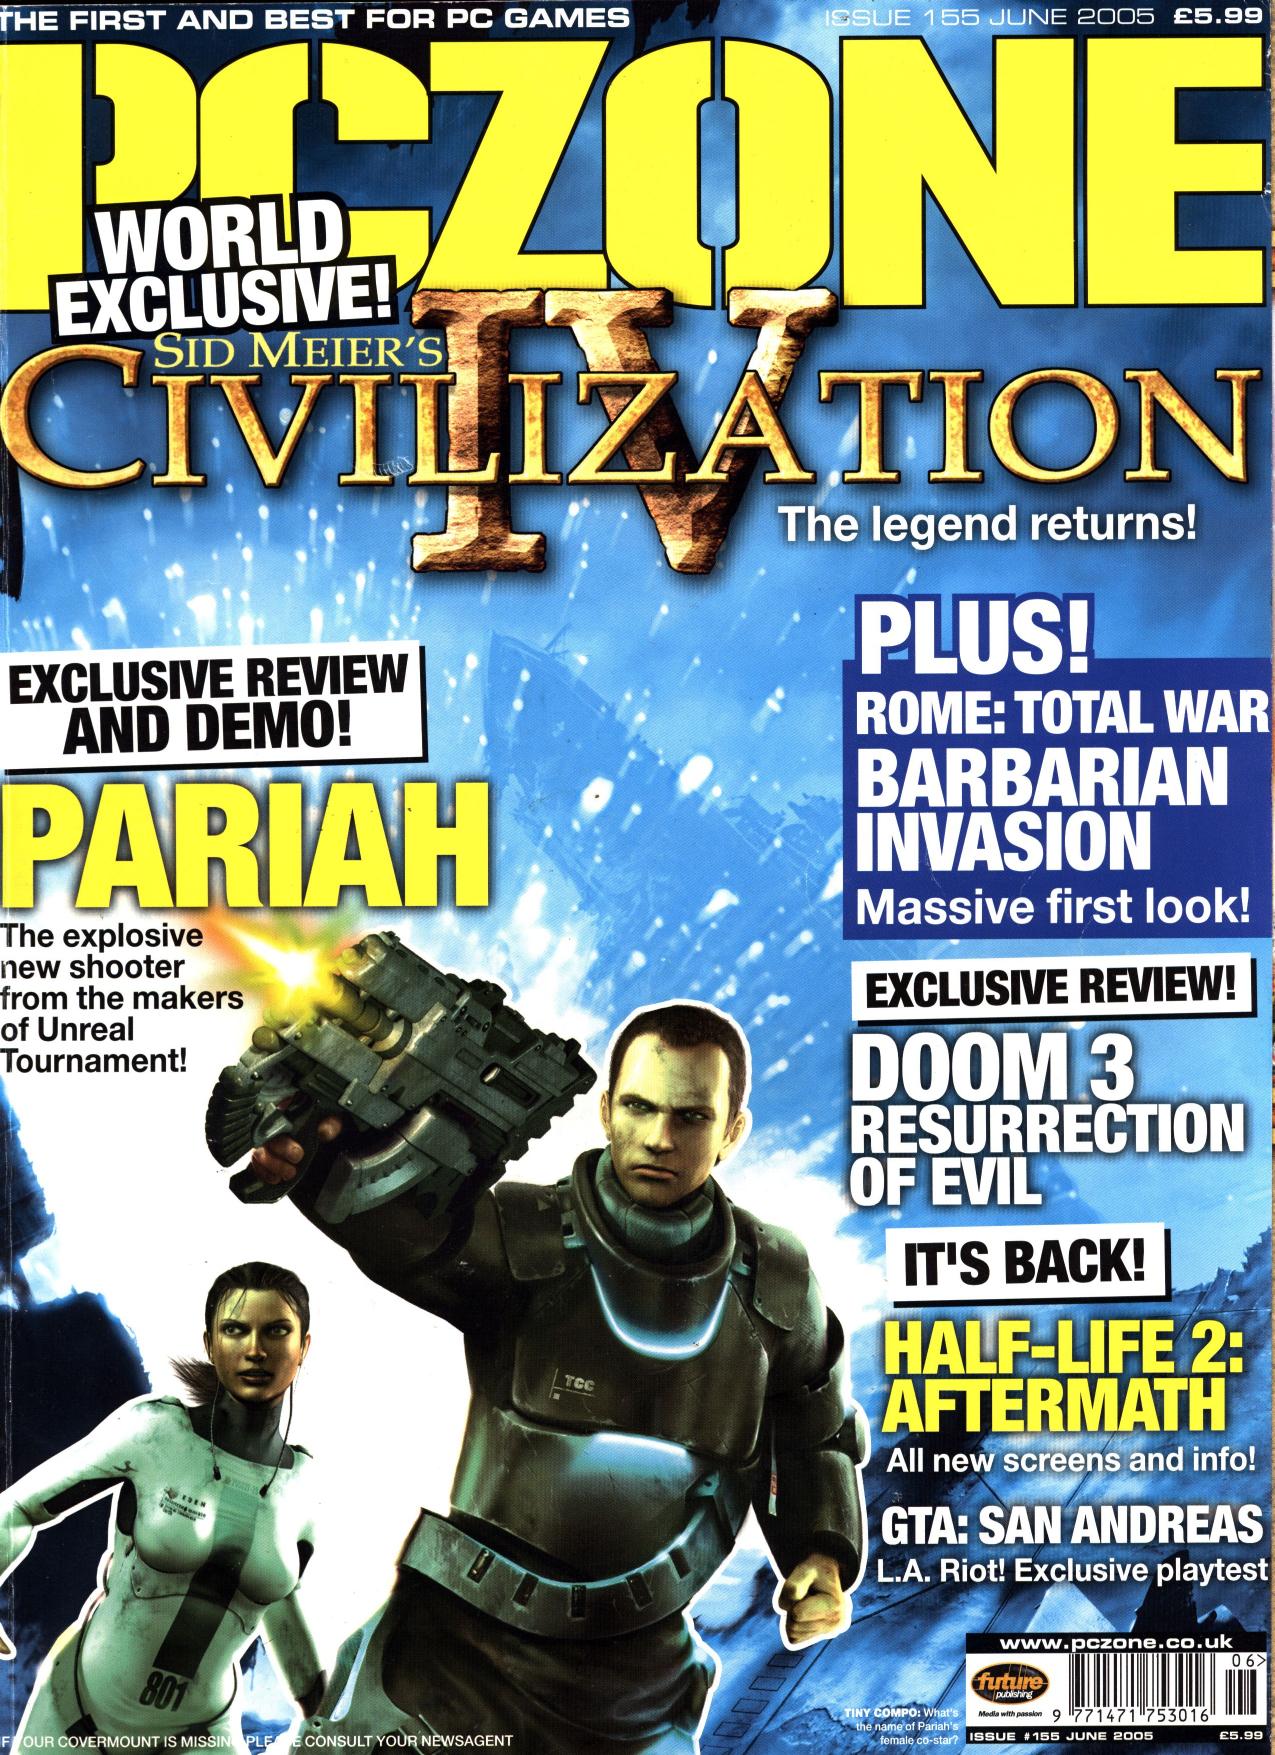 THE FIRST AND BEST FOR PC GAMES
ISSUE 155 JUNE 2005 £5.99
PCZONE
WORLD
EXCLUSIVE!
SID MEIER'S
CIVILIZATION
IV
The legend returns!
EXCLUSIVE REVIEW
AND DEMO!
PARIAH
The explosive
new shooter
from the makers
of Unreal
Tournament!
PLUS!
ROME: TOTAL WAR
BARBARIAN
INVASION
Massive first look!
EXCLUSIVE REVIEW!
DOOM 3
RESURRECTION
OF EVIL
IT'S BACK!
HALF-LIFE 2:
AFTERMATH
All new screens and info!
GTA: SAN ANDREAS
L.A. Riot! Exclusive playtest
TCC
EDEN
801
www.pczone.co.uk
future
publishing
Media with passion
06>
9 771471 753016
ISSUE #155 JUNE 2005 £5.99
TINY COMPO: What's
the name of Pariah's
female co-star?
IF YOUR COVERMOUNT IS MISSING PLEASE CONSULT YOUR NEWSAGENT